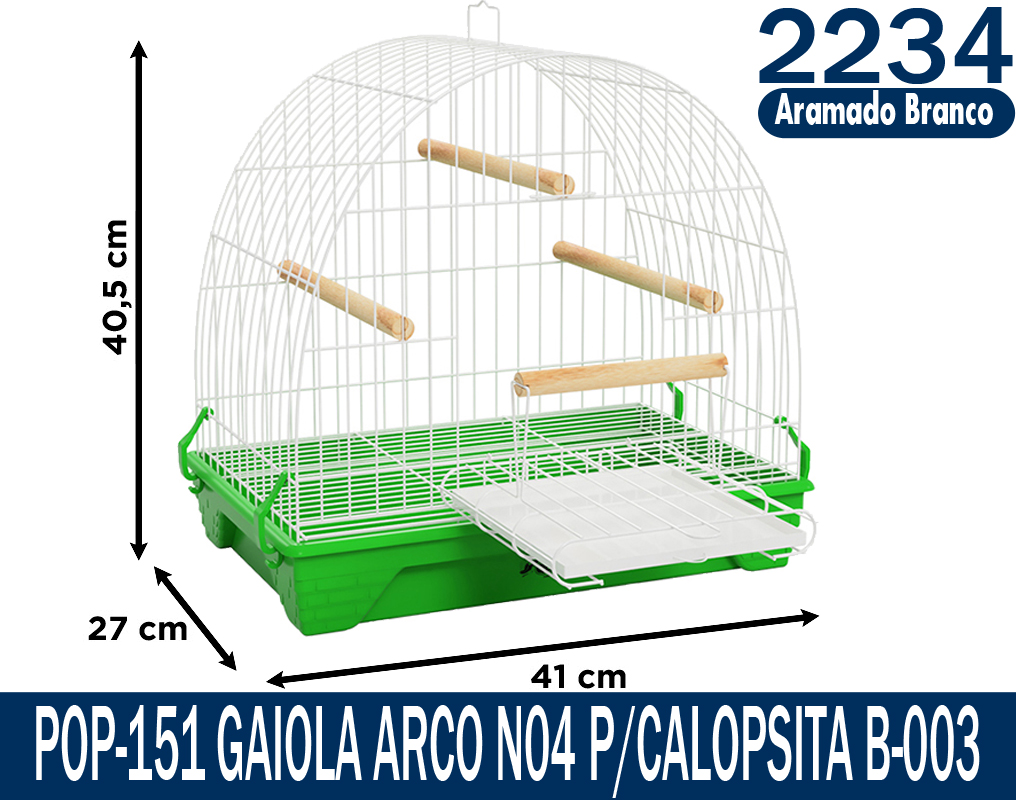 2234
Aramado Branco
40,5 cm
27 cm
41 cm
POP-151 GAIOLA ARCO N04 P/CALOPSITA B-003